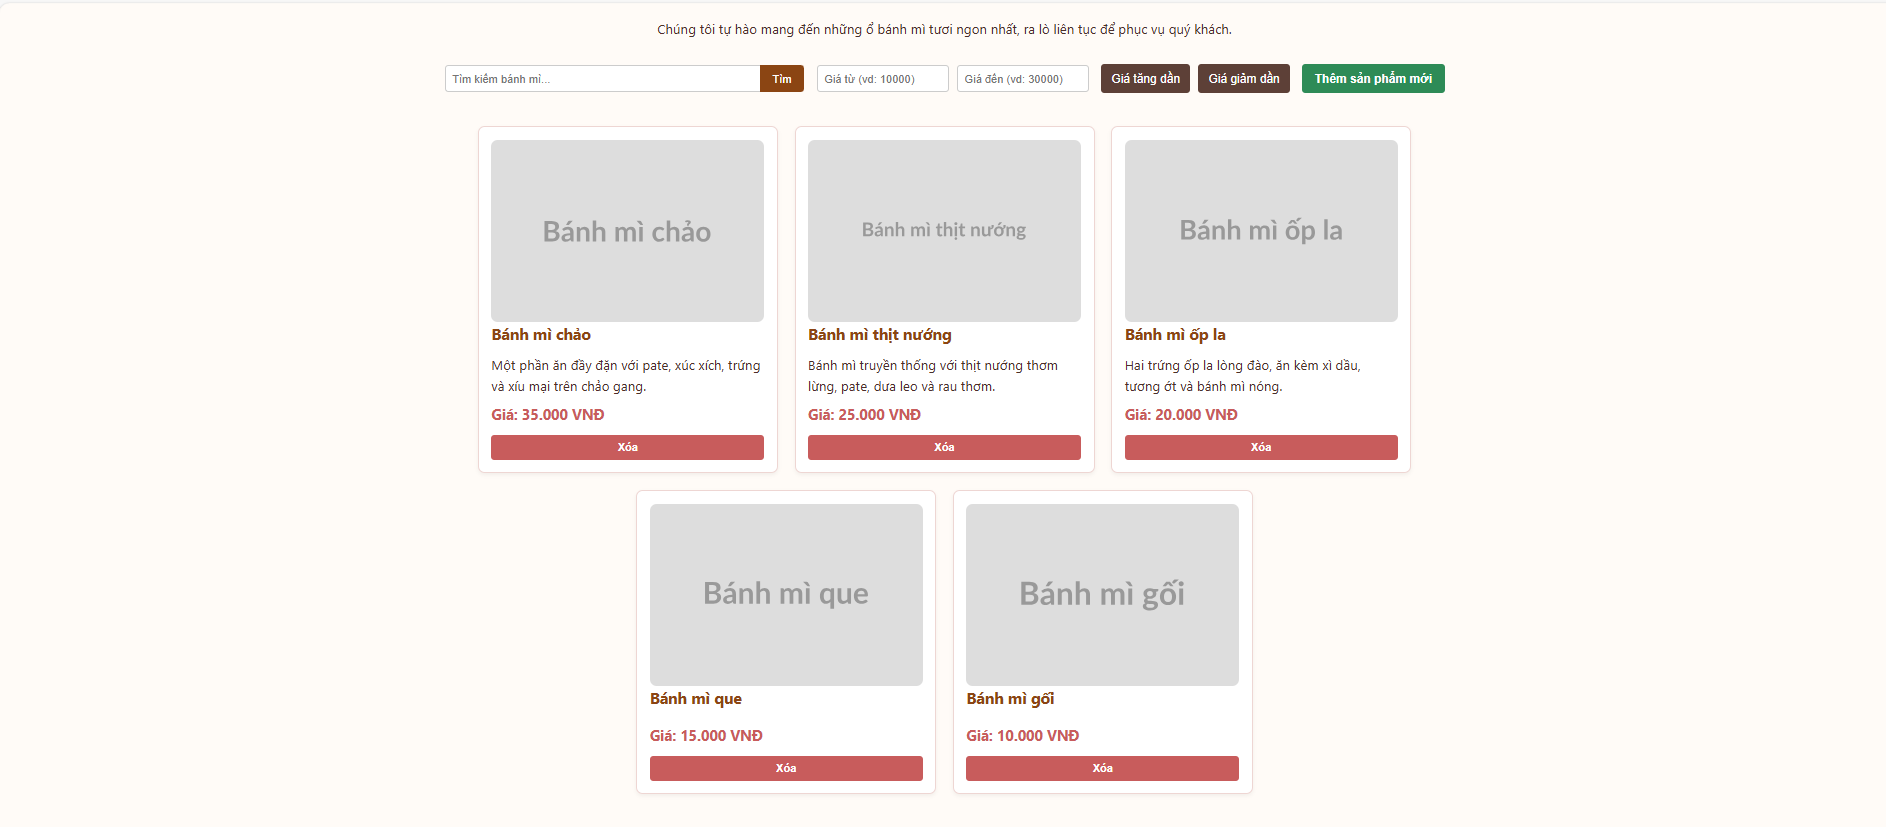 Chúng tôi tự hào mang đến những ổ bánh mì tươi ngon nhất, ra lò liên tục để phục vụ quý khách.
Tìm kiếm bánh mì... Tìm Giá từ (vd: 10000) Giá đến (vd: 30000) Giá tăng dần Giá giảm dần Thêm sản phẩm mới
Bánh mì chảo
Bánh mì chảo
Một phần ăn đầy đặn với pate, xúc xích, trứng
và xíu mại trên chảo gang.
Giá: 35.000 VNĐ
Xóa
Bánh mì thịt nướng
Bánh mì thịt nướng
Bánh mì truyền thống với thịt nướng thơm
lừng, pate, dưa leo và rau thơm.
Giá: 25.000 VNĐ
Xóa
Bánh mì ốp la
Bánh mì ốp la
Hai trứng ốp la lòng đào, ăn kèm xì dầu,
tương ớt và bánh mì nóng.
Giá: 20.000 VNĐ
Xóa
Bánh mì que
Bánh mì que
Giá: 15.000 VNĐ
Xóa
Bánh mì gối
Bánh mì gối
Giá: 10.000 VNĐ
Xóa